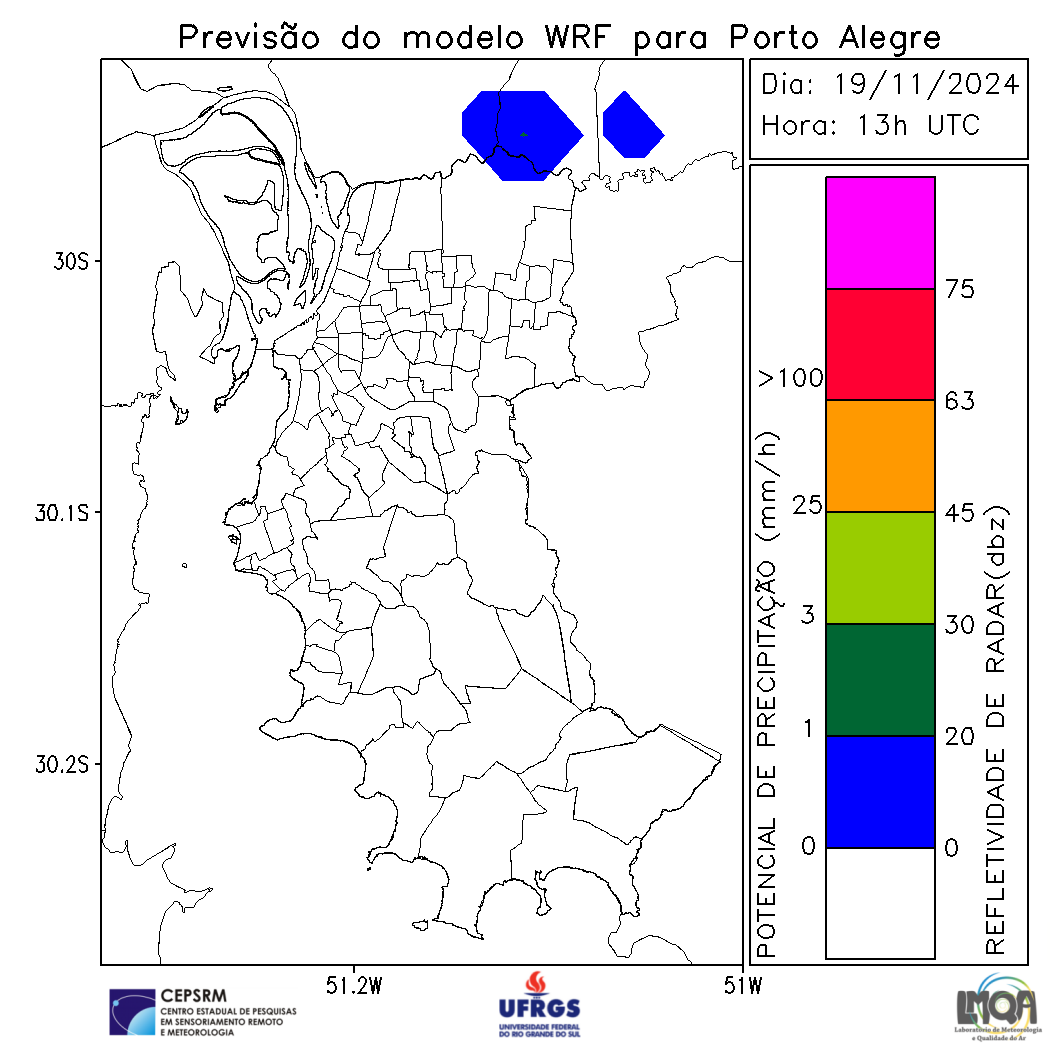 Previsão do modelo WRF para Porto Alegre
Dia: 19/11/2024
Hora: 13h UTC
30S
30.1S
30.2S
51.2W
51W
POTENCIAL DE PRECIPITAÇÃO (mm/h)
>100
25
3
1
0
75
63
45
30
20
0
REFLETIVIDADE DE RADAR(dbz)
CEPSRM
CENTRO ESTADUAL DE PESQUISAS
EM SENSORIAMENTO REMOTO
E METEOROLOGIA
UFRGS
UNIVERSIDADE FEDERAL
DO RIO GRANDE DO SUL
LMQA
Laboratório de Meteorologia
e Qualidade do Ar